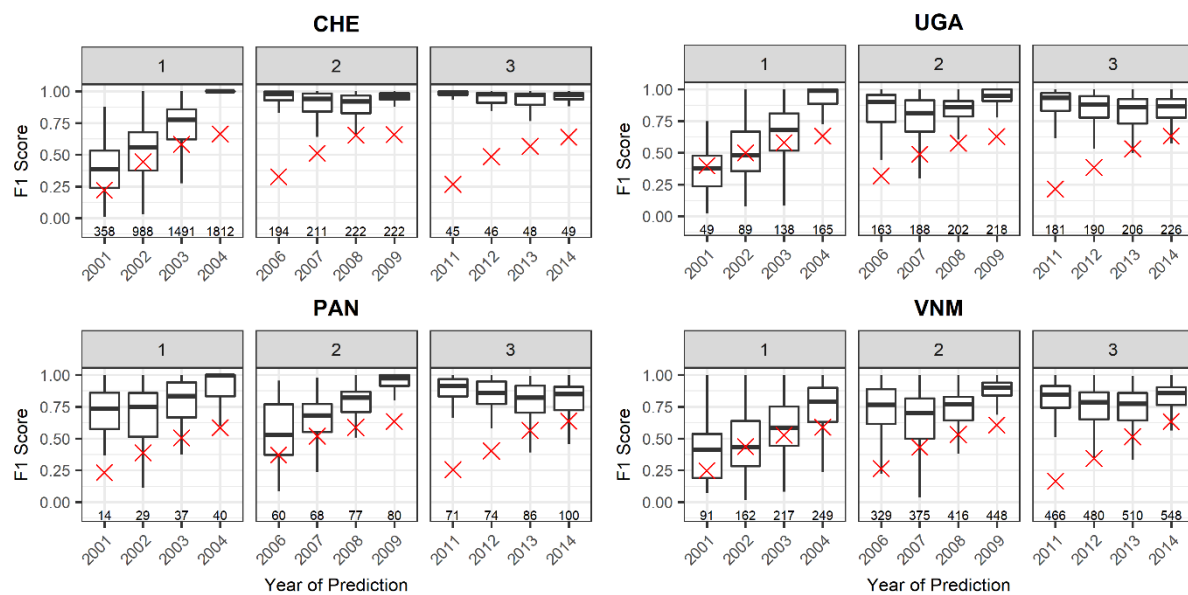 CHE
UGA
1 2 3
1 2 3
F1 Score
1.00
0.75
0.50
0.25
0.00
358 988 1491 1812 194 211 222 222 45 46 48 49
2001 2002 2003 2004 2006 2007 2008 2009 2011 2012 2013 2014
F1 Score
1.00
0.75
0.50
0.25
0.00
49 89 138 165 163 188 202 218 181 190 206 226
2001 2002 2003 2004 2006 2007 2008 2009 2011 2012 2013 2014
PAN
VNM
1 2 3
1 2 3
F1 Score
1.00
0.75
0.50
0.25
0.00
14 29 37 40 60 68 77 80 71 74 86 100
2001 2002 2003 2004 2006 2007 2008 2009 2011 2012 2013 2014
Year of Prediction
F1 Score
1.00
0.75
0.50
0.25
0.00
91 162 217 249 329 375 416 448 466 480 510 548
2001 2002 2003 2004 2006 2007 2008 2009 2011 2012 2013 2014
Year of Prediction